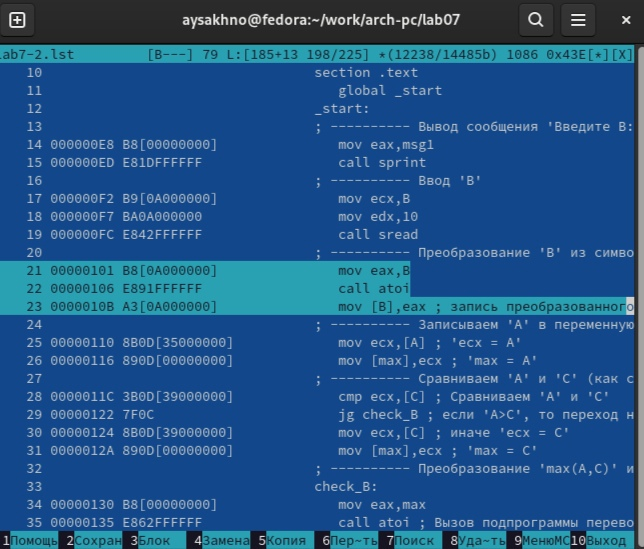 aysakhno@fedora:~/work/arch-pc/lab07
ab7-2.lst [B---] 79 L:[185+13 198/225] *(12238/14485b) 1086 0x43E[*][X]
10 section .text
11 global _start
12 _start:
13 ; ---------- Вывод сообщения 'Введите B:
14 000000E8 B8[00000000] mov eax,msg1
15 000000ED E81DFFFFFF call sprint
16 ; ---------- Ввод 'B'
17 000000F2 B9[0A000000] mov ecx,B
18 000000F7 BA0A000000 mov edx,10
19 000000FC E842FFFFFF call sread
20 ; ---------- Преобразование 'B' из симво
21 00000101 B8[0A000000] mov eax,B
22 00000106 E891FFFFFF call atoi
23 0000010B A3[0A000000] mov [B],eax ; запись преобразованного
24 ; ---------- Записываем 'A' в переменную
25 00000110 8B0D[35000000] mov ecx,[A] ; 'ecx = A'
26 00000116 890D[00000000] mov [max],ecx ; 'max = A'
27 ; ---------- Сравниваем 'A' и 'C' (как с
28 0000011C 3B0D[39000000] cmp ecx,[C] ; Сравниваем 'A' и 'C'
29 00000122 7F0C jg check_B ; если 'A>C', то переход н
30 00000124 8B0D[39000000] mov ecx,[C] ; иначе 'ecx = C'
31 0000012A 890D[00000000] mov [max],ecx ; 'max = C'
32 ; ---------- Преобразование 'max(A,C)' и
33 check_B:
34 00000130 B8[00000000] mov eax,max
35 00000135 E862FFFFFF call atoi ; Вызов подпрограммы перево
1Помощь 2Сохран 3Блок 4Замена 5Копия 6Пер~ть 7Поиск 8Уда~ть 9МенюMC 10Выход